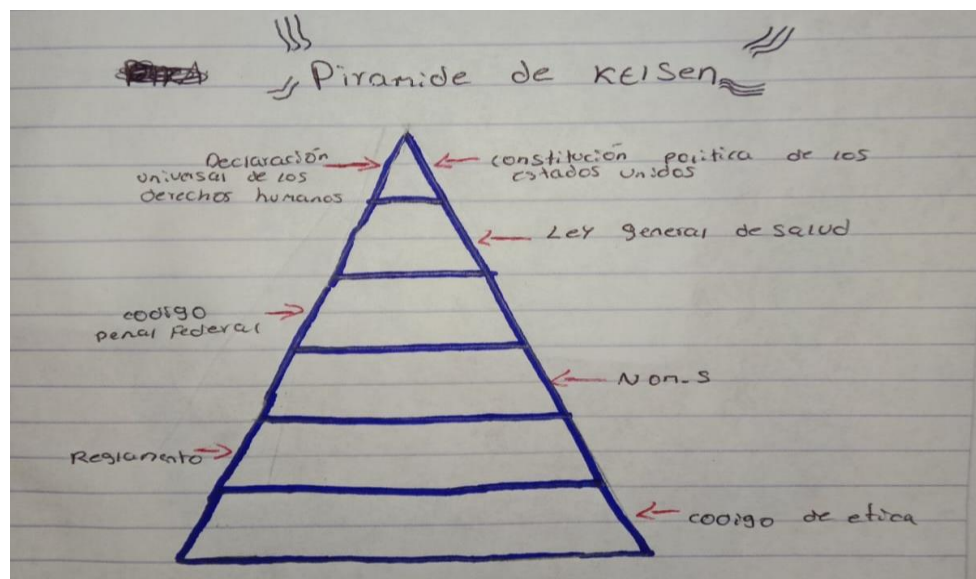 Piramide de KElSen
Declaración
universal de los
derechos humanos
constitución politica de los
estados unidos
Ley general de salud
codigo
penal Federal
Nom-s
Reglamento
codigo de etica